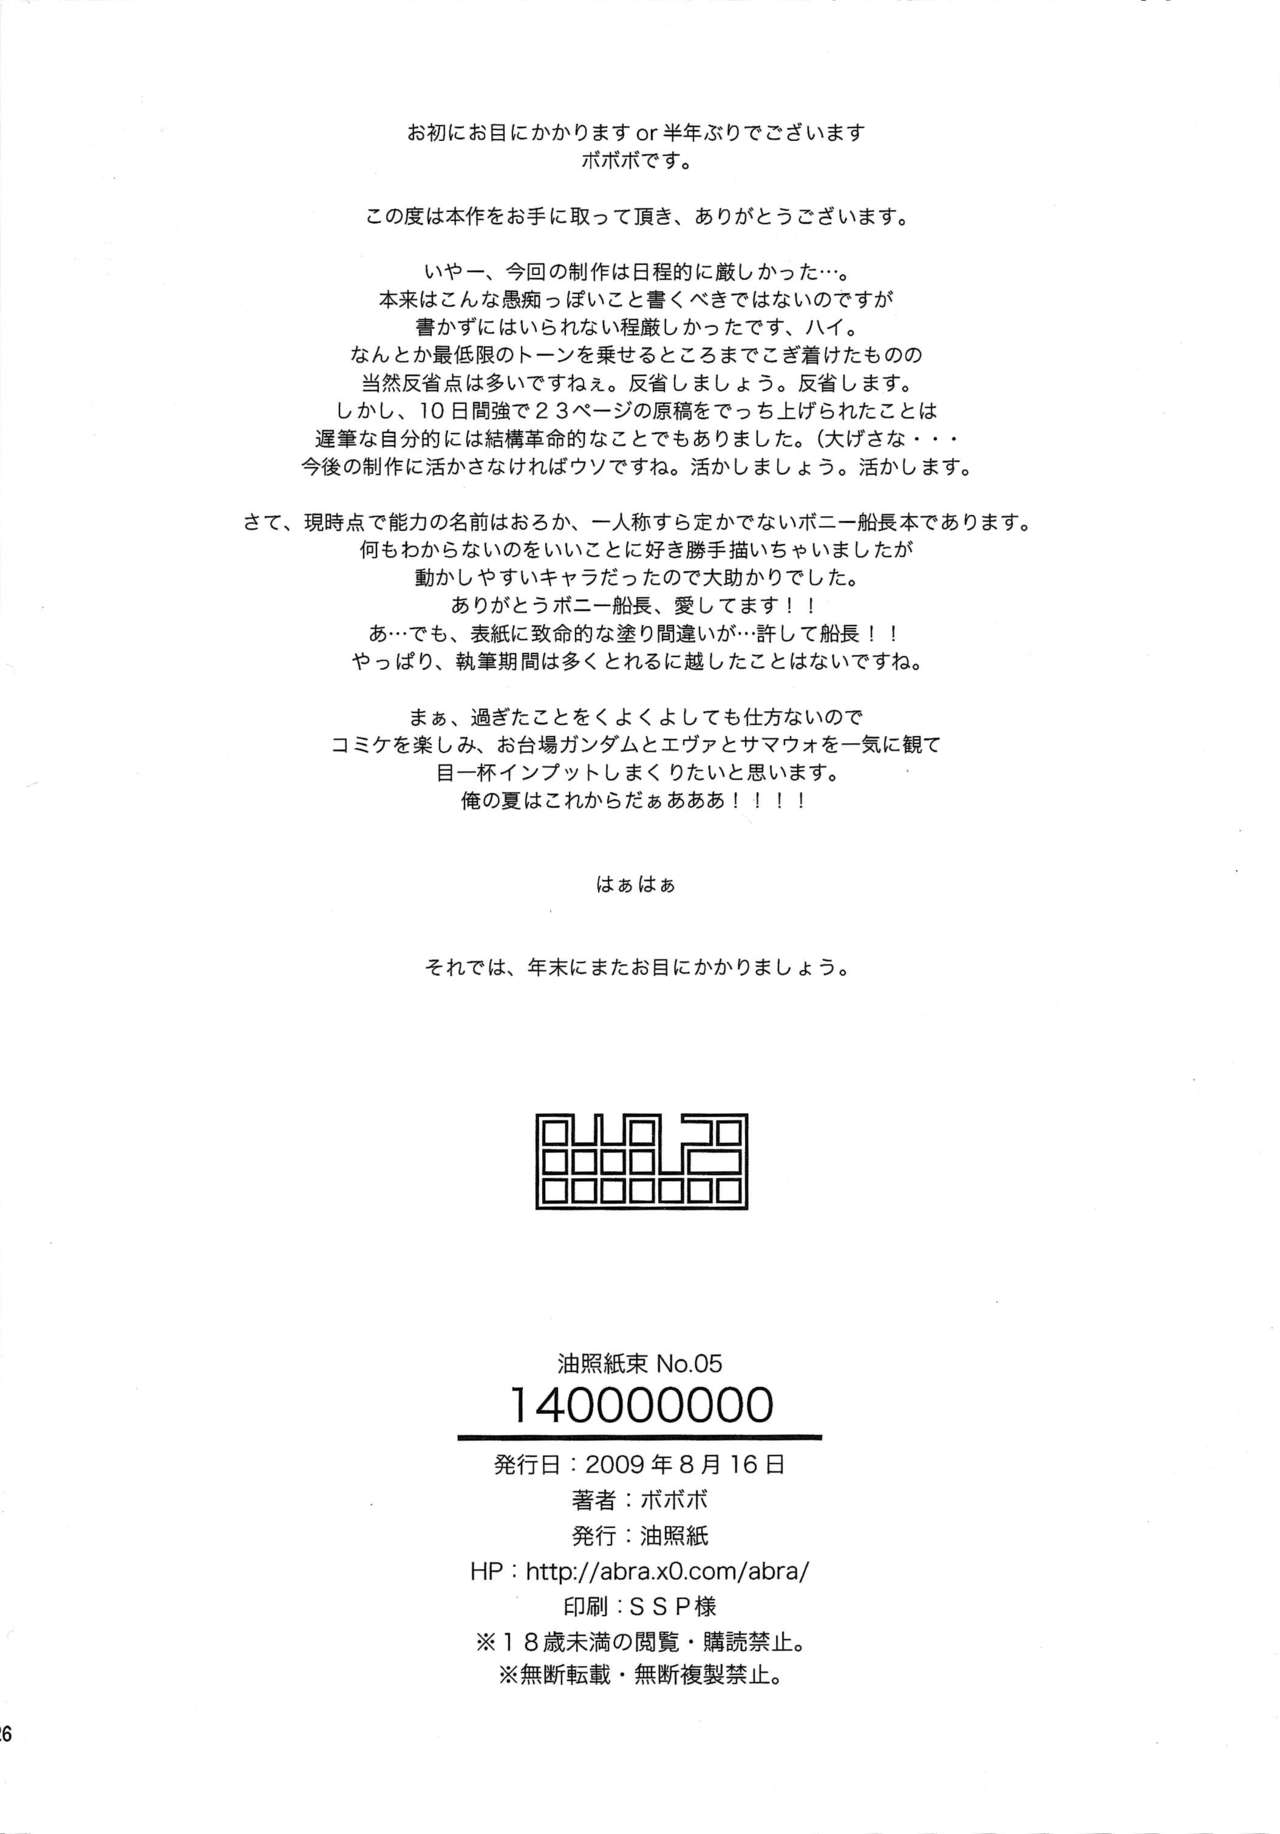 お初にお目にかかります or 半年ぶりでございます
ボボボです。
この度は本作をお手に取って頂き、ありがとうございます。
いやー、今回の制作は日程的に厳しかった…。
本来はこんな愚痴っぽいこと書くべきではないのですが
書かずにはいられない程厳しかったです、ハイ。
なんとか最低限のトーンを乗せるところまでこぎ着けたものの
当然反省点は多いですねぇ。反省しましょう。反省します。
しかし、10日間強で２３ページの原稿をでっち上げられたことは
遅筆な自分的には結構革命的なことでもありました。（大げさな・・・
今後の制作に活かさなければウソですね。活かしましょう。活かします。
さて、現時点で能力の名前はおろか、一人称すら定かでないボニー船長本であります。
何もわからないのをいいことに好き勝手描いちゃいましたが
動かしやすいキャラだったので大助かりでした。
ありがとうボニー船長、愛してます！！
あ…でも、表紙に致命的な塗り間違いが…許して船長！！
やっぱり、執筆期間は多くとれるに越したことはないですね。
まぁ、過ぎたことをくよくよしても仕方ないので
コミケを楽しみ、お台場ガンダムとエヴァとサマウォを一気に観て
目一杯インプットしまくりたいと思います。
俺の夏はこれからだぁあああ！！！！
はぁはぁ
それでは、年末にまたお目にかかりましょう。
油照紙束 No.05
140000000
発行日：2009年8月16日
著者：ボボボ
発行：油照紙
HP：http://abra.x0.com/abra/
印刷：ＳＳＰ様
※１８歳未満の閲覧・購読禁止。
※無断転載・無断複製禁止。
26